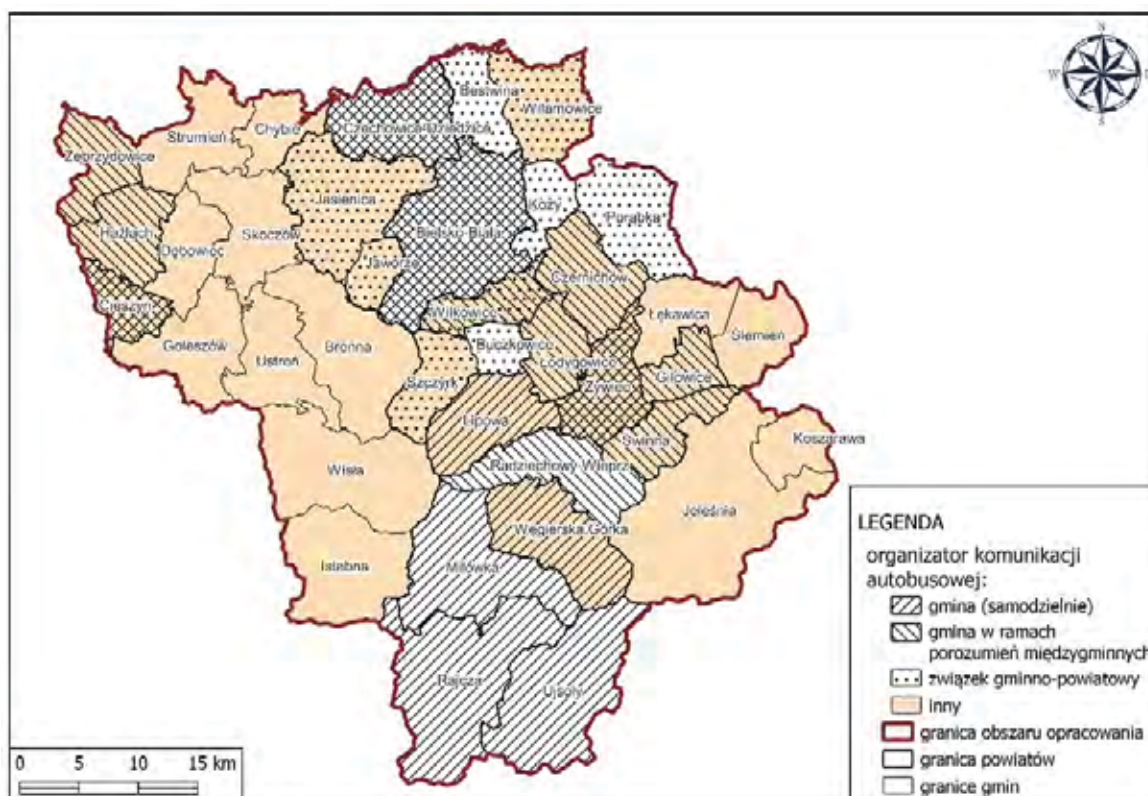 N
W
S
Bestwina
Wilamowice
Czechowice-Dziedzice
Strumień
Chybie
Zebrzydowice
Jasienica
Kozy
Porąbka
Hażlach
Dębowiec
Skoczów
Bielsko-Biała
Jaworze
Czernichów
Cieszyn
Wilkowice
Łękawica
Ślemień
Goleszów
Ustroń
Brenna
Buczkowice
Łodygowice
Gilowice
Szczyrk
Żywiec
Lipowa
Świnna
Koszarawa
Wisła
Radziechowy-Wieprz
Jeleśnia
Węgierska Górka
Istebna
Milówka
Rajcza
Ujsoły
LEGENDA
organizator komunikacji
autobusowej:
gmina (samodzielnie)
gmina w ramach
porozumień międzygminnych
związek gminno-powiatowy
inny
granica obszaru opracowania
granica powiatów
granice gmin
0 5 10 15 km